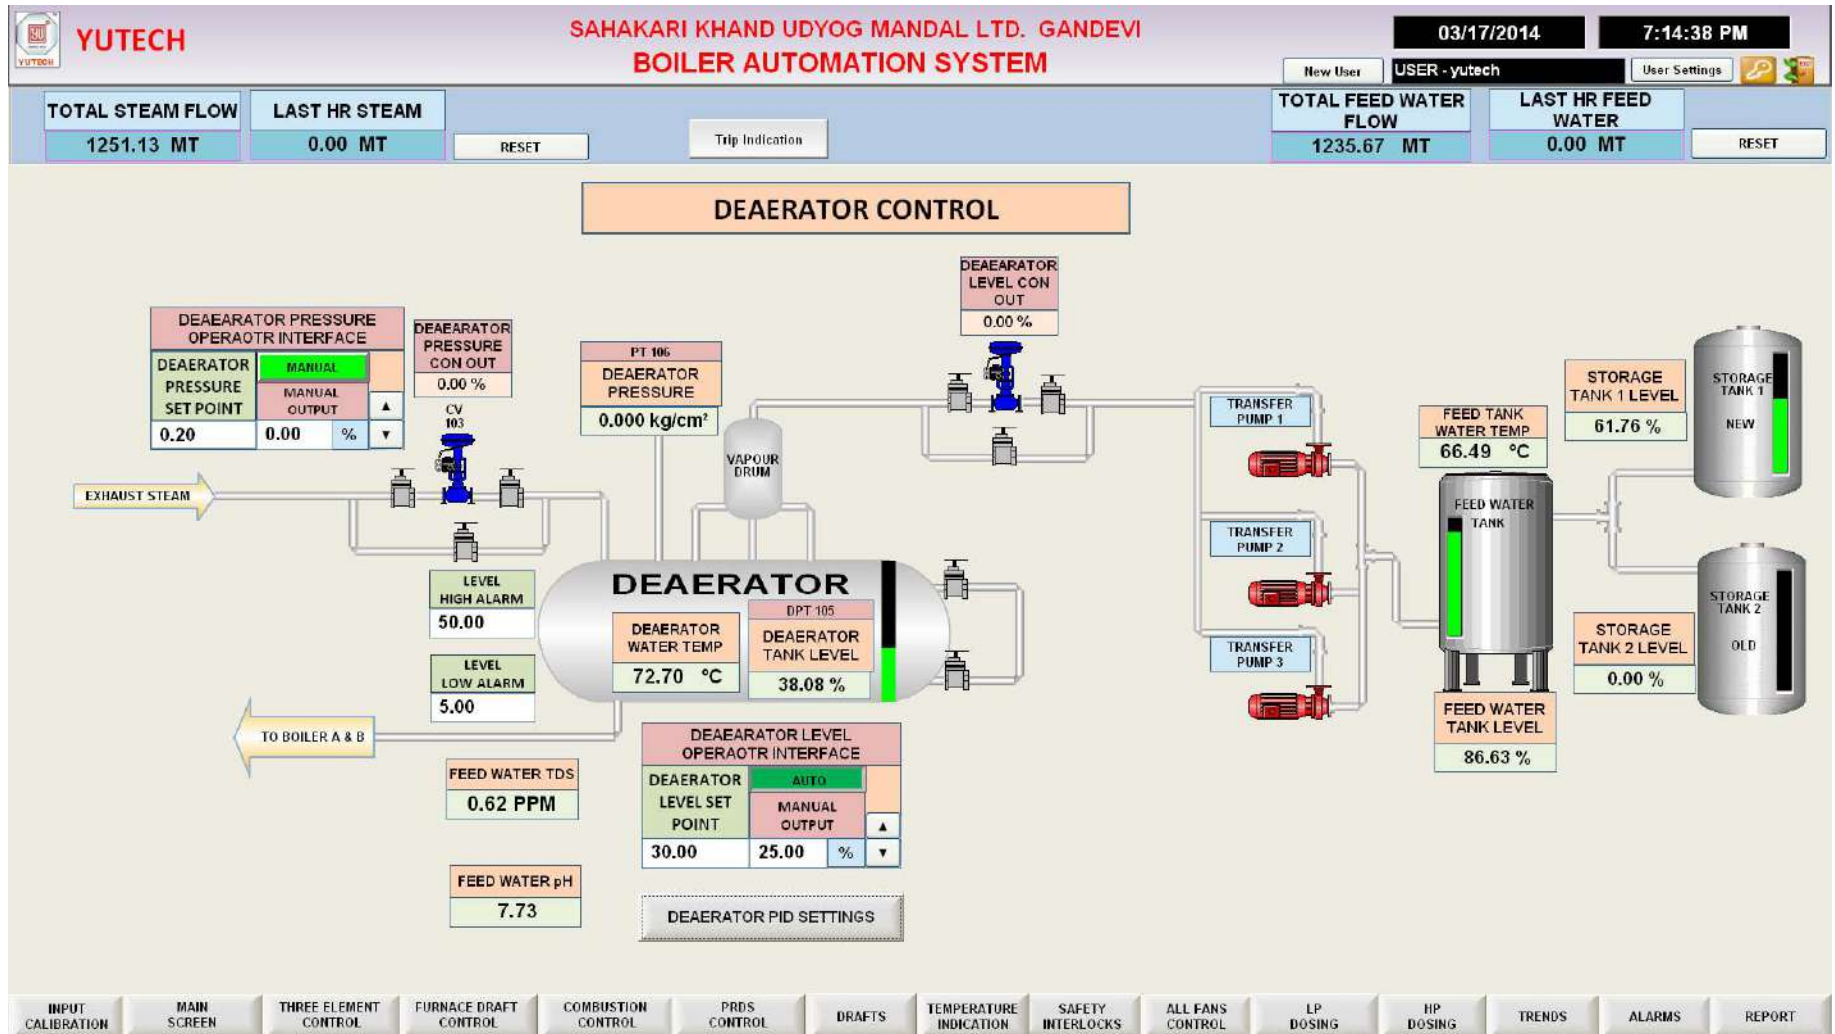 YUTECH
YUTECH
SAHAKARI KHAND UDYOG MANDAL LTD. GANDEVI
BOILER AUTOMATION SYSTEM
03/17/2014
7:14:38 PM
New User
USER - yutech
User Settings
TOTAL STEAM FLOW
1251.13 MT
LAST HR STEAM
0.00 MT
RESET
Trip Indication
TOTAL FEED WATER
FLOW
1235.67 MT
LAST HR FEED
WATER
0.00 MT
RESET
DEAERATOR CONTROL
DEAEARATOR PRESSURE
OPERAOTR INTERFACE
DEAERATOR
PRESSURE
SET POINT
MANUAL
MANUAL
OUTPUT
▲
0.20
0.00
%
▼
DEAEARATOR
PRESSURE
CON OUT
0.00 %
CV
103
EXHAUST STEAM
PT 106
DEAERATOR
PRESSURE
0.000 kg/cm²
VAPOUR
DRUM
DEAEARATOR
LEVEL CON
OUT
0.00 %
TRANSFER
PUMP 1
TRANSFER
PUMP 2
TRANSFER
PUMP 3
FEED TANK
WATER TEMP
66.49 °C
FEED WATER
TANK
FEED WATER
TANK LEVEL
86.63 %
STORAGE
TANK 1 LEVEL
61.76 %
STORAGE
TANK 1
NEW
STORAGE
TANK 2 LEVEL
0.00 %
STORAGE
TANK 2
OLD
LEVEL
HIGH ALARM
50.00
LEVEL
LOW ALARM
5.00
DEAERATOR
DEAERATOR
WATER TEMP
72.70 °C
DPT 105
DEAERATOR
TANK LEVEL
38.08 %
TO BOILER A & B
FEED WATER TDS
0.62 PPM
FEED WATER pH
7.73
DEAEARATOR LEVEL
OPERAOTR INTERFACE
DEAERATOR
LEVEL SET
POINT
AUTO
MANUAL
OUTPUT
▲
30.00
25.00
%
▼
DEAERATOR PID SETTINGS
INPUT
CALIBRATION
MAIN
SCREEN
THREE ELEMENT
CONTROL
FURNACE DRAFT
CONTROL
COMBUSTION
CONTROL
PRDS
CONTROL
DRAFTS
TEMPERATURE
INDICATION
SAFETY
INTERLOCKS
ALL FANS
CONTROL
LP
DOSING
HP
DOSING
TRENDS
ALARMS
REPORT